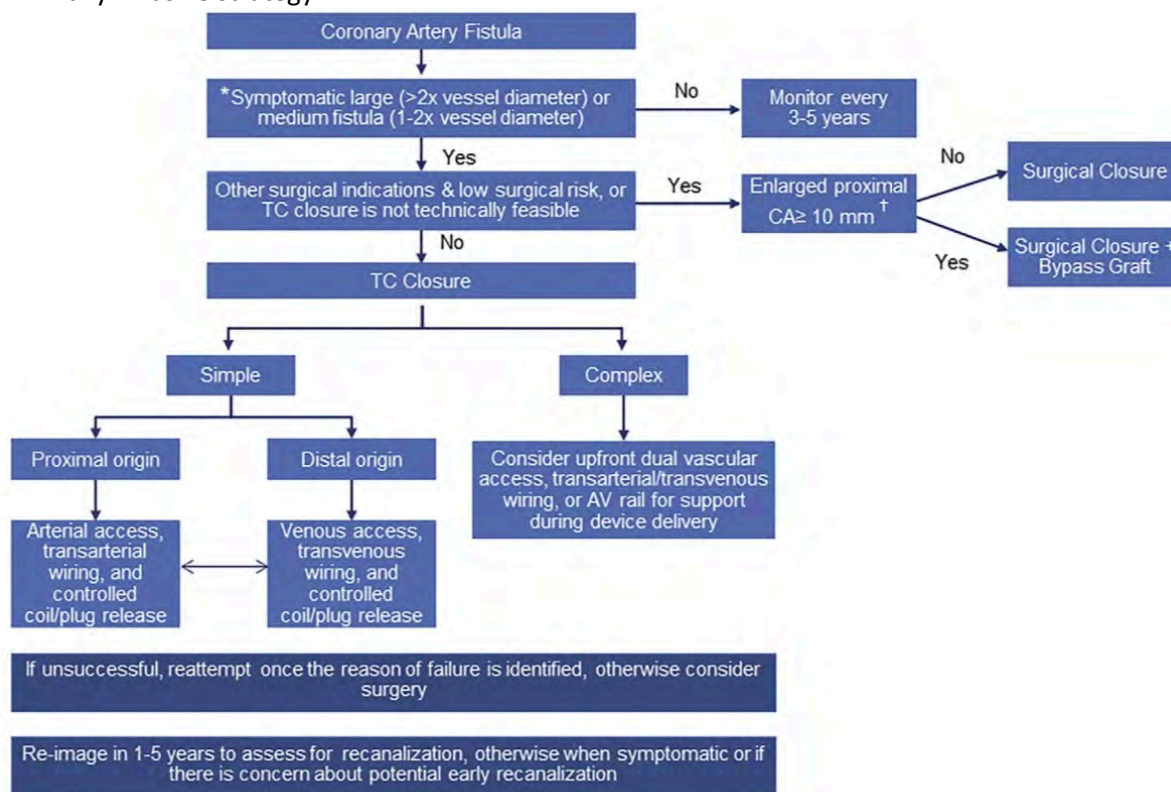 Coronary Artery Fistula
*Symptomatic large (>2x vessel diameter) or
medium fistula (1-2x vessel diameter)
No
Monitor every
3-5 years
Yes
Other surgical indications & low surgical risk, or
TC closure is not technically feasible
Yes
Enlarged proximal
CA≥ 10 mm †
No
Surgical Closure
Yes
Surgical Closure +
Bypass Graft
No
TC Closure
Simple
Complex
Proximal origin
Distal origin
Consider upfront dual vascular
access, transarterial/transvenous
wiring, or AV rail for support
during device delivery
Arterial access,
transarterial
wiring, and
controlled
coil/plug release
Venous access,
transvenous
wiring, and
controlled
coil/plug release
If unsuccessful, reattempt once the reason of failure is identified, otherwise consider
surgery
Re-image in 1-5 years to assess for recanalization, otherwise when symptomatic or if
there is concern about potential early recanalization